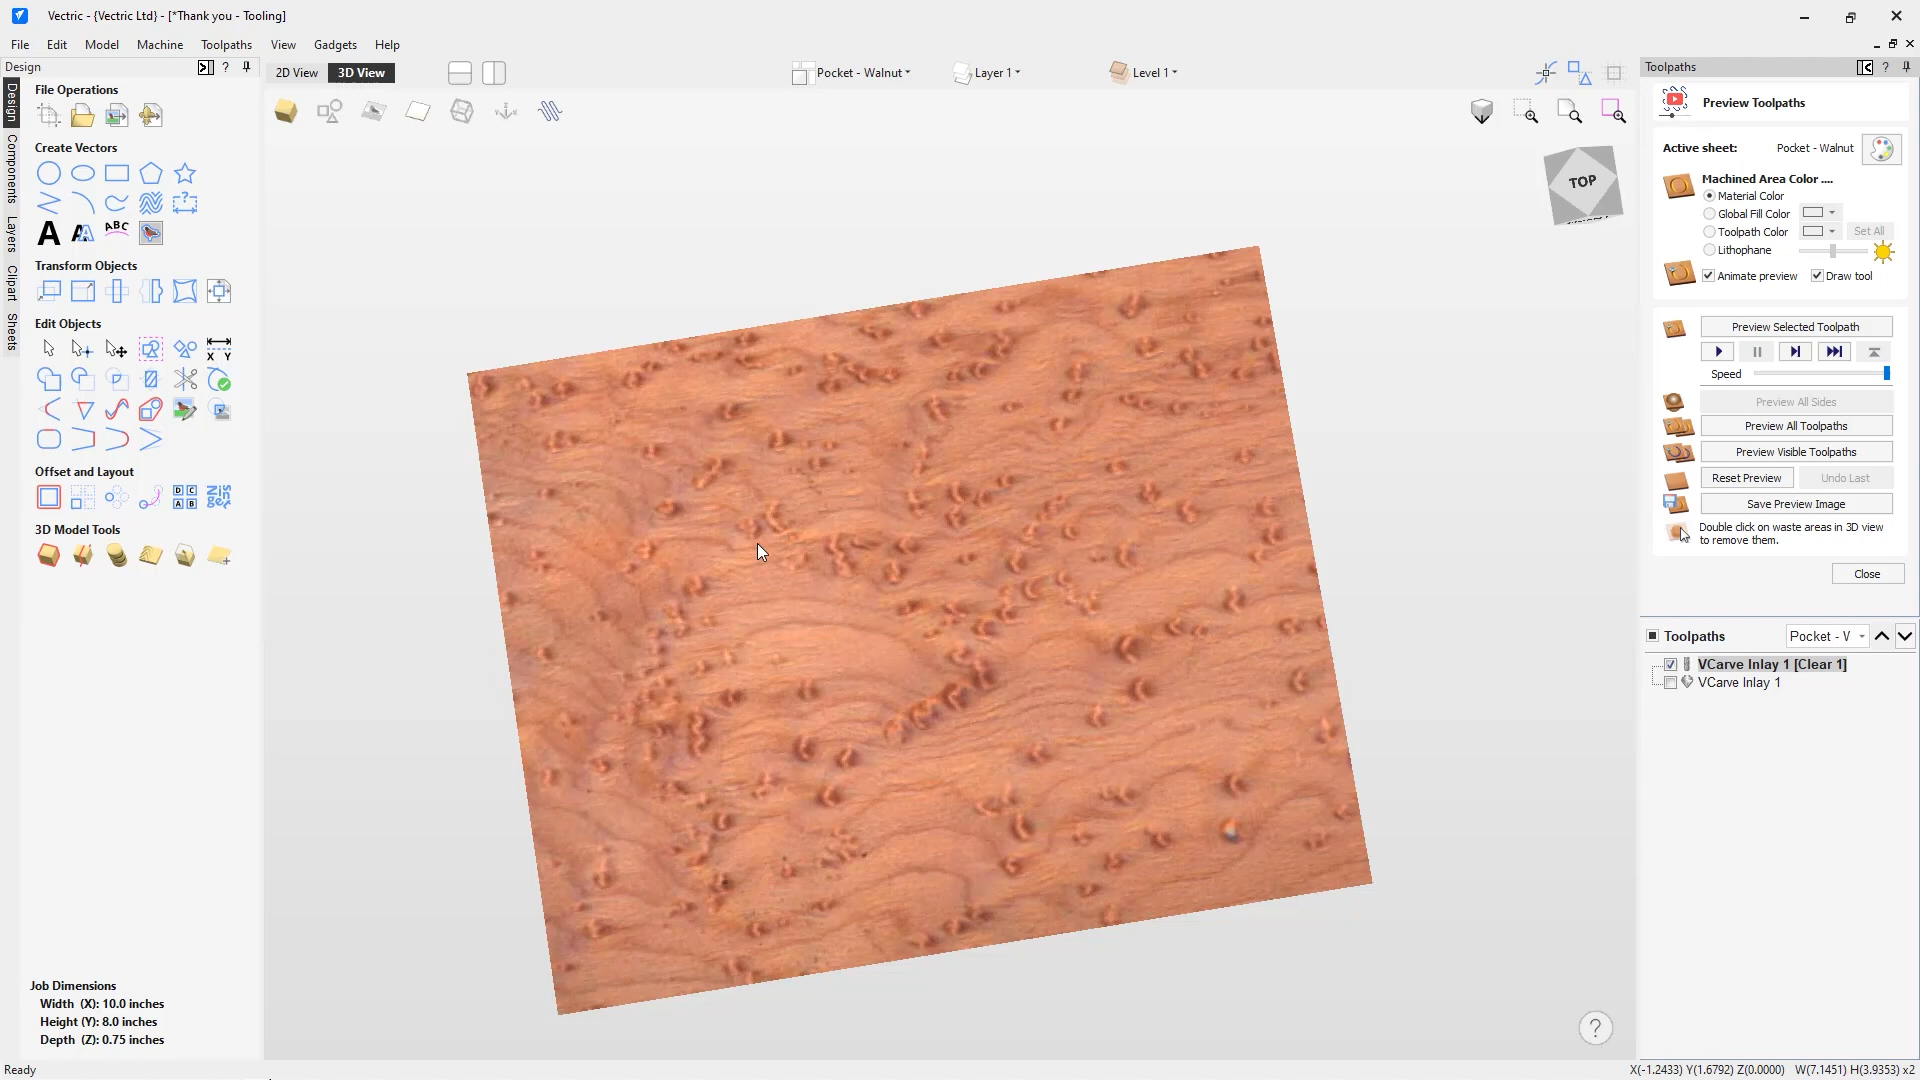 Vectric - {Vectric Ltd} - [*Thank you - Tooling]
File Edit Model Machine Toolpaths View Gadgets Help
Design
2D View 3D View
Pocket - Walnut
Layer 1
Level 1
Toolpaths
Design
Components
Layers
Clipart
Sheets
File Operations
Create Vectors
A
ABC
Transform Objects
Edit Objects
X Y
Offset and Layout
3D Model Tools
Job Dimensions
Width (X): 10.0 inches
Height (Y): 8.0 inches
Depth (Z): 0.75 inches
Ready
TOP
Preview Toolpaths
Active sheet: Pocket - Walnut
Machined Area Color ....
Material Color
Global Fill Color
Toolpath Color Set All
Lithophane
Animate preview Draw tool
Preview Selected Toolpath
Speed
Preview All Sides
Preview All Toolpaths
Preview Visible Toolpaths
Reset Preview Undo Last
Save Preview Image
Double click on waste areas in 3D view
to remove them.
Close
Toolpaths Pocket - V
VCarve Inlay 1 [Clear 1]
VCarve Inlay 1
?
X(-1.2433) Y(1.6792) Z(0.0000) W(7.1451) H(3.9353) x2